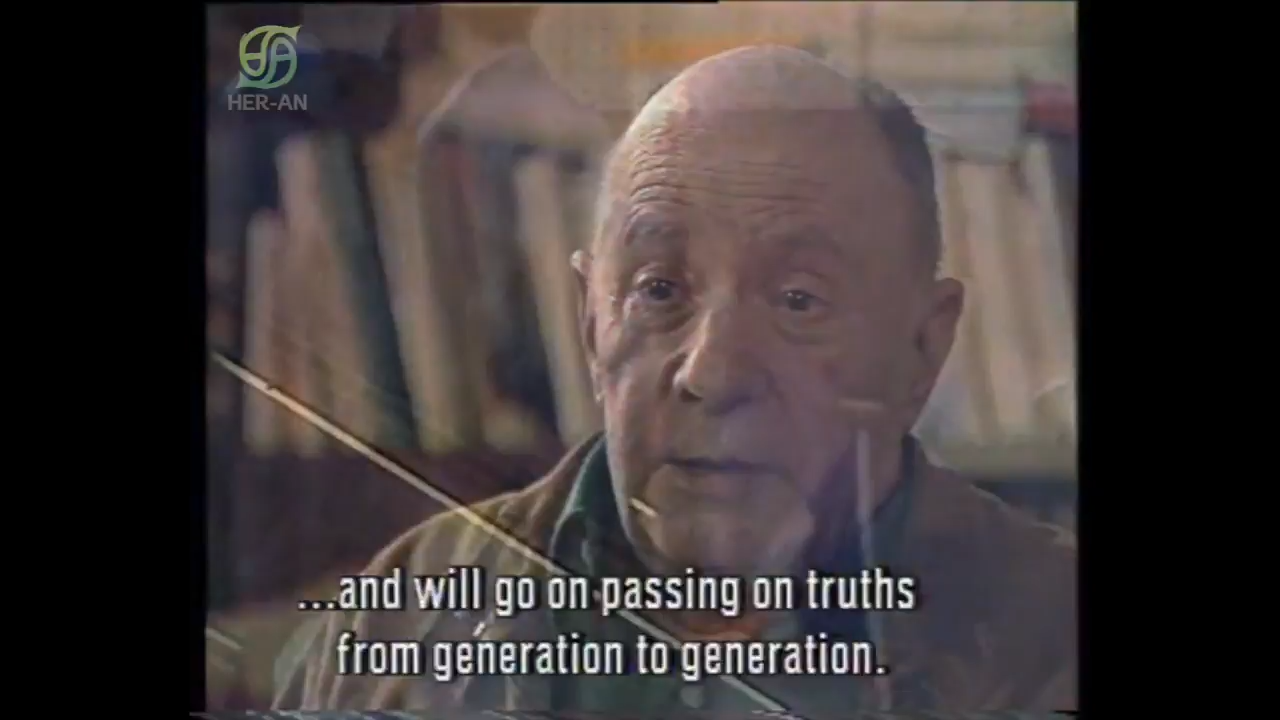 HER-AN
...and will go on passing on truths
from generation to generation.